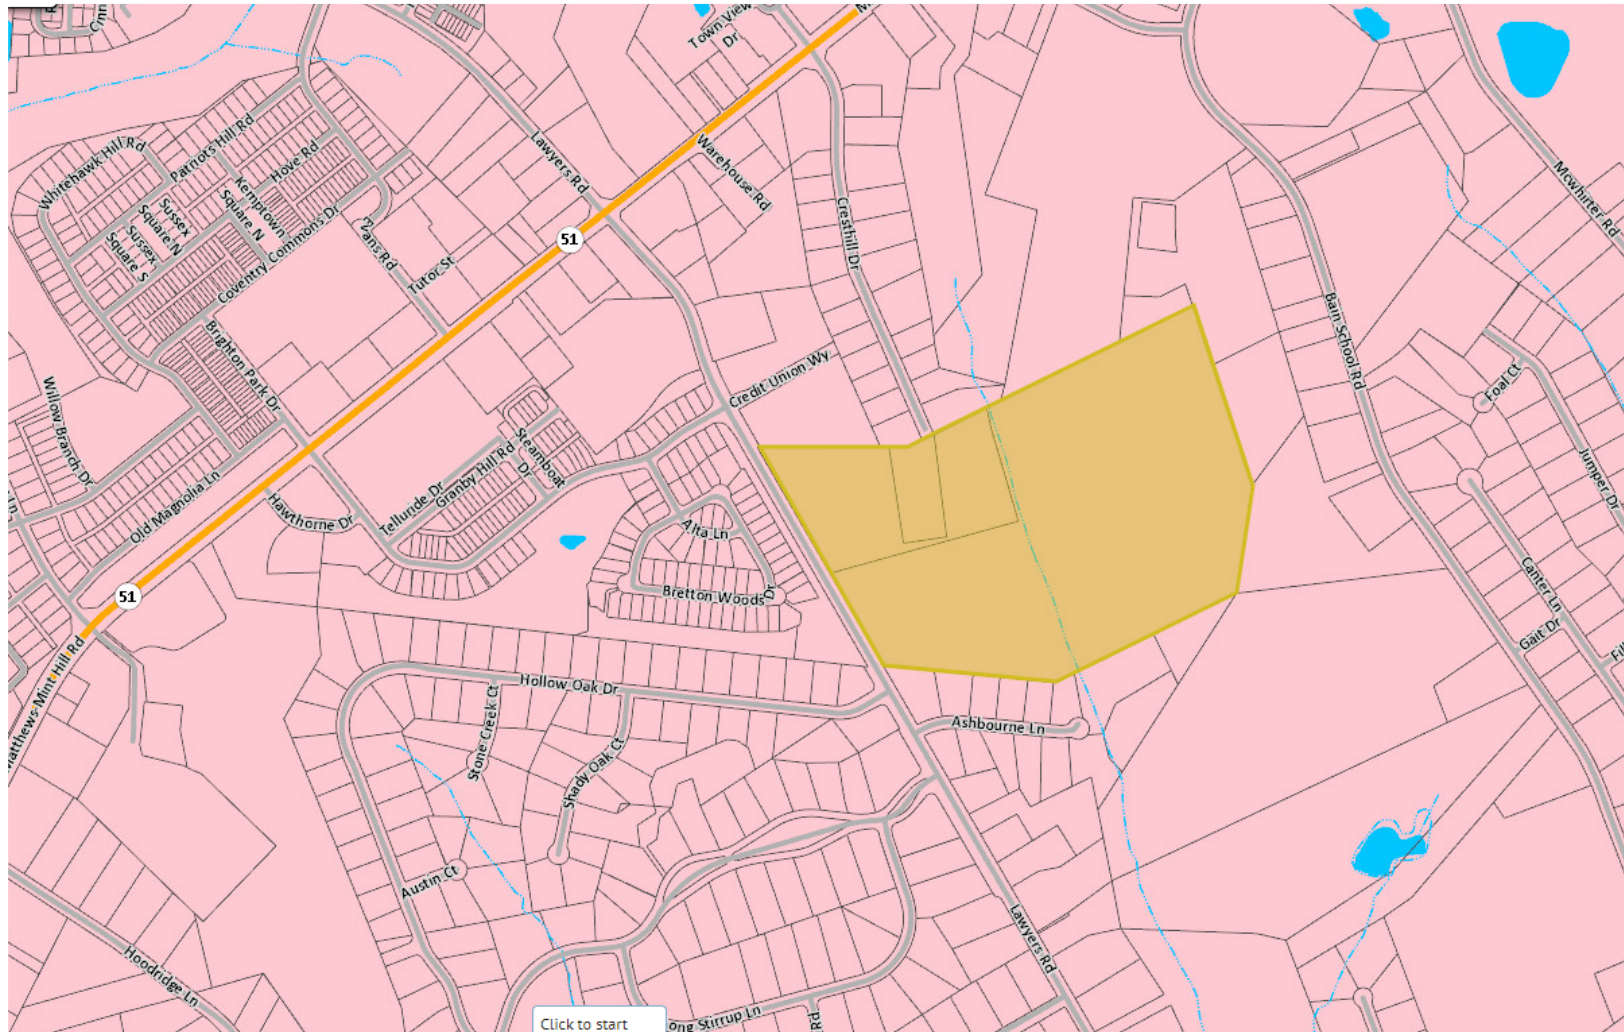 Cinn
Town View
Dr
Lawyers Rd
Warehouse Rd
Whitehawk Hill Rd
Patriots Hill Rd
Hove Rd
Kemptown
Square N
Sussex
Square N
Sussex
Square S
Coventry Commons Dr
Evans Rd
Tutor St
51
Cresthill Dr
Mcwhirter Rd
Bain School Rd
Brighton Park Dr
Credit Union Wy
Foal Ct
Jumper Dr
Willow Branch Dr
Old Magnolia Ln
Hawthorne Dr
Telluride Dr
Granby Hill Rd
Steamboat
Dr
Alta Ln
Bretton Woods
Dr
Canter Ln
Gait Dr
51
Matthews-Mint Hill Rd
Hollow Oak Dr
Stone Creek Ct
Shady Oak Ct
Ashbourne Ln
Austin Ct
Lawyers Rd
Hoodridge Ln
ong Stirrup Ln
Rd
Click to start